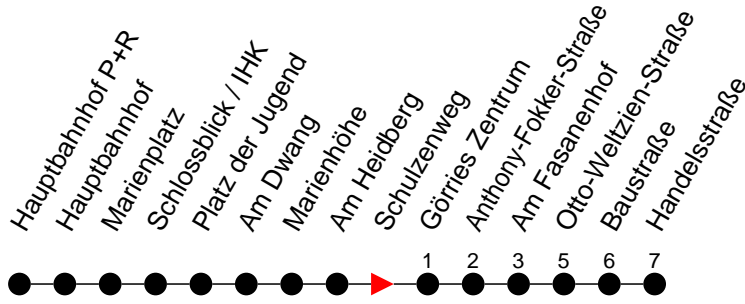 Hauptbahnhof P+R
Hauptbahnhof
Marienplatz
Schlossblick / IHK
Platz der Jugend
Am Dwang
Marienhöhe
Am Heidberg
Schulzenweg
Görries Zentrum
Anthony-Fokker-Straße
Am Fasanenhof
Otto-Weltzien-Straße
Baustraße
Handelsstraße
1 2 3 5 6 7